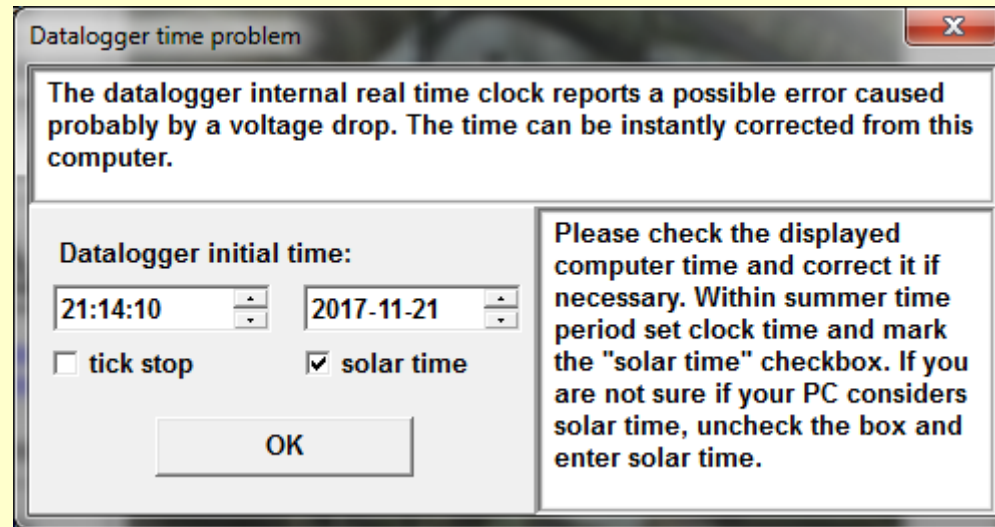 Datalogger time problem
The datalogger internal real time clock reports a possible error caused
probably by a voltage drop. The time can be instantly corrected from this
computer.
Datalogger initial time:
21:14:10
2017-11-21
tick stop
solar time
OK
Please check the displayed
computer time and correct it if
necessary. Within summer time
period set clock time and mark
the "solar time" checkbox. If you
are not sure if your PC considers
solar time, uncheck the box and
enter solar time.